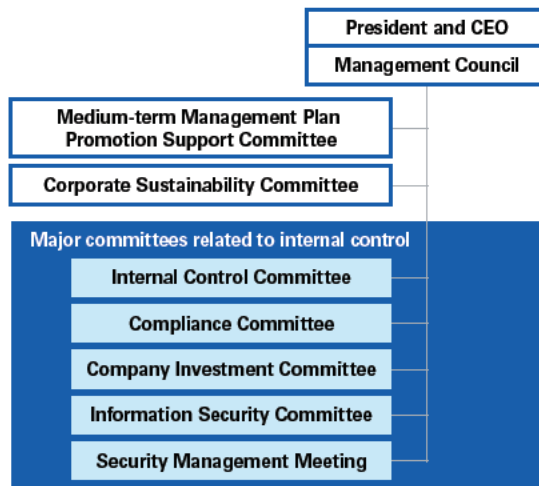 President and CEO
Management Council
Medium-term Management Plan
Promotion Support Committee
Corporate Sustainability Committee
Major committees related to internal control
Internal Control Committee
Compliance Committee
Company Investment Committee
Information Security Committee
Security Management Meeting